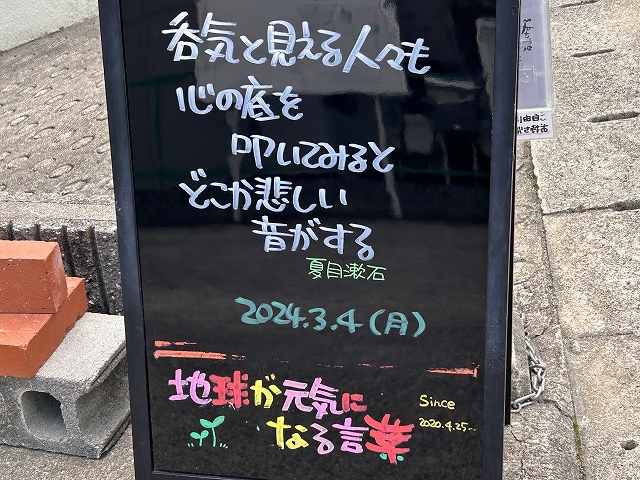 呑気と見える人々も
心の底を
叩いてみると
どこか悲しい
音がする
夏目漱石
2024.3.4(月)
地球が元気に
なる言葉
Since
2020.4.25~